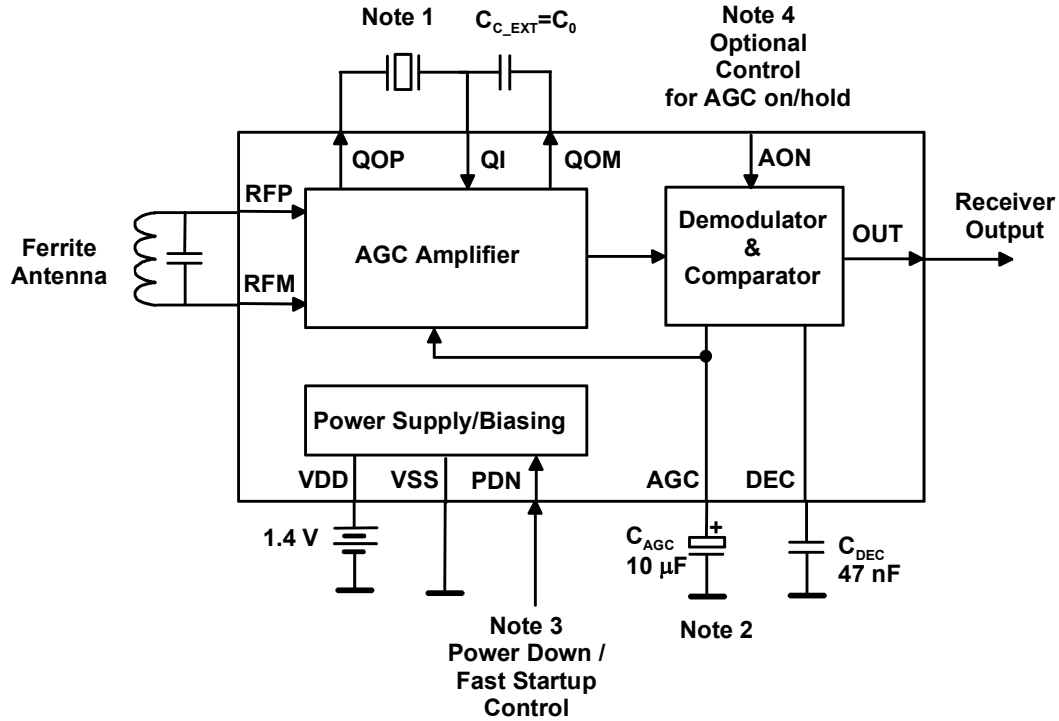 Note 1
C_C_EXT=C_0
Note 4
Optional
Control
for AGC on/hold
QOP
QI
QOM
AON
RFP
RFM
Ferrite
Antenna
AGC Amplifier
Demodulator
&
Comparator
OUT
Receiver
Output
Power Supply/Biasing
VDD
VSS
PDN
AGC
DEC
1.4 V
C_AGC
10 μF
+
C_DEC
47 nF
Note 3
Power Down /
Fast Startup
Control
Note 2